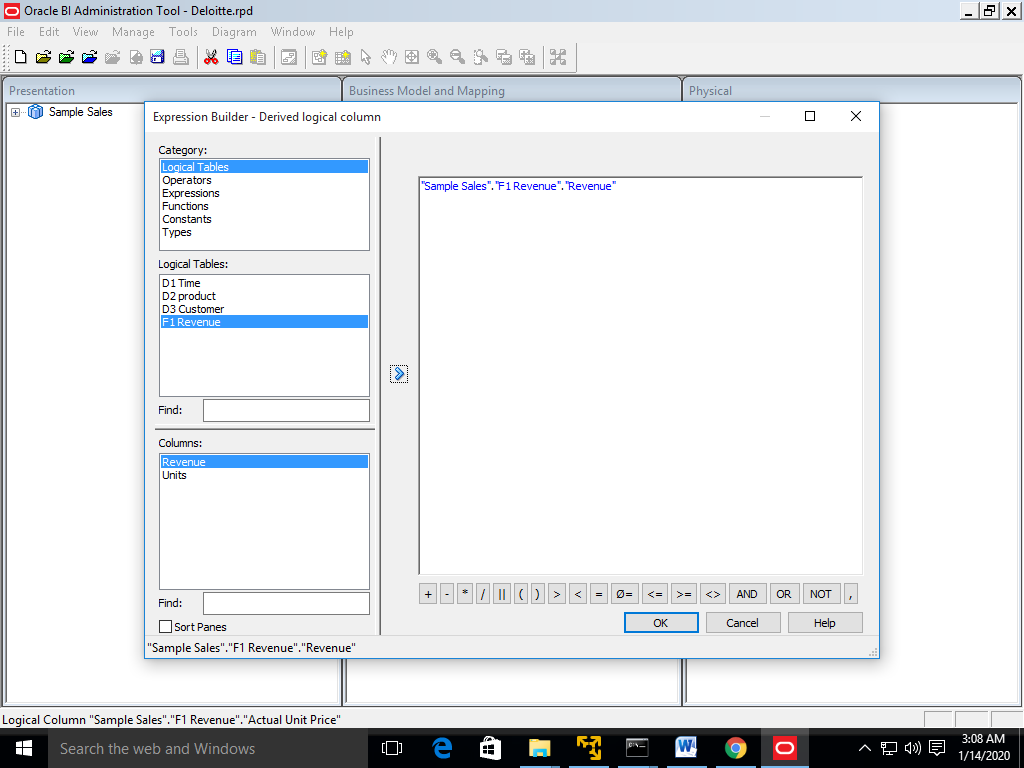 Oracle BI Administration Tool - Deloitte.rpd
File Edit View Manage Tools Diagram Window Help
Presentation
Business Model and Mapping
Physical
Sample Sales
Expression Builder - Derived logical column
Category:
Logical Tables
Operators
Expressions
Functions
Constants
Types
Logical Tables:
D1 Time
D2 product
D3 Customer
F1 Revenue
Find:
Columns:
Revenue
Units
Find:
Sort Panes
"Sample Sales"."F1 Revenue"."Revenue"
+ - * / || ( ) > < = Ø= <= >= <> AND OR NOT ,
OK Cancel Help
"Sample Sales"."F1 Revenue"."Revenue"
Logical Column "Sample Sales"."F1 Revenue"."Actual Unit Price"
Search the web and Windows
3:08 AM
1/14/2020